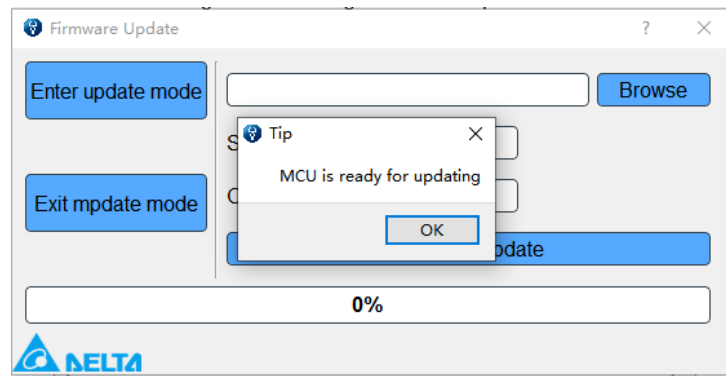 Firmware Update
?
Enter update mode
Browse
Tip
S
MCU is ready for updating
Exit mpdate mode
C
OK
pdate
0%
DELTA